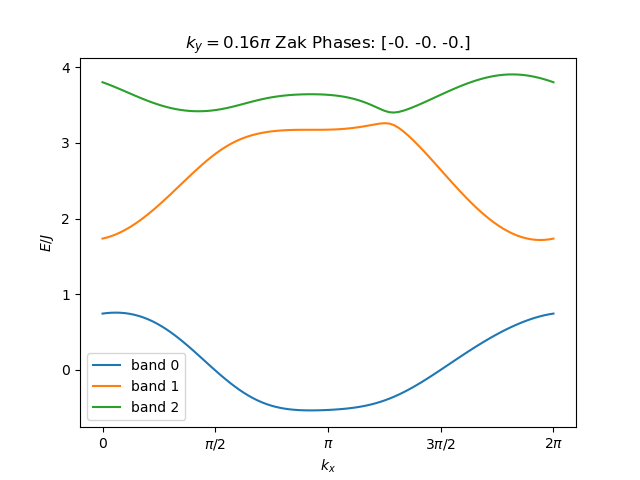 k_y = 0.16π Zak Phases: [-0. -0. -0.]
4
3
2
1
0
E/J
band 0
band 1
band 2
0 π/2 π 3π/2 2π
k_x